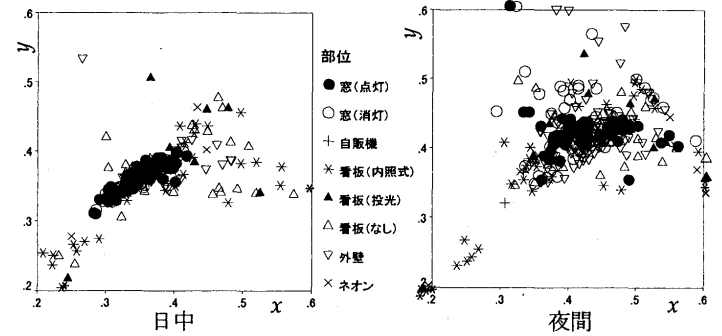 y
.6
.5
.4
.3
.2
.2 .3 .4 .5 .6
x
日中
部位
窓(点灯)
窓(消灯)
自販機
看板(内照式)
看板(投光)
看板(なし)
外壁
ネオン
y
.6
.5
.4
.3
.2
.2 .3 .4 .5 .6
x
夜間